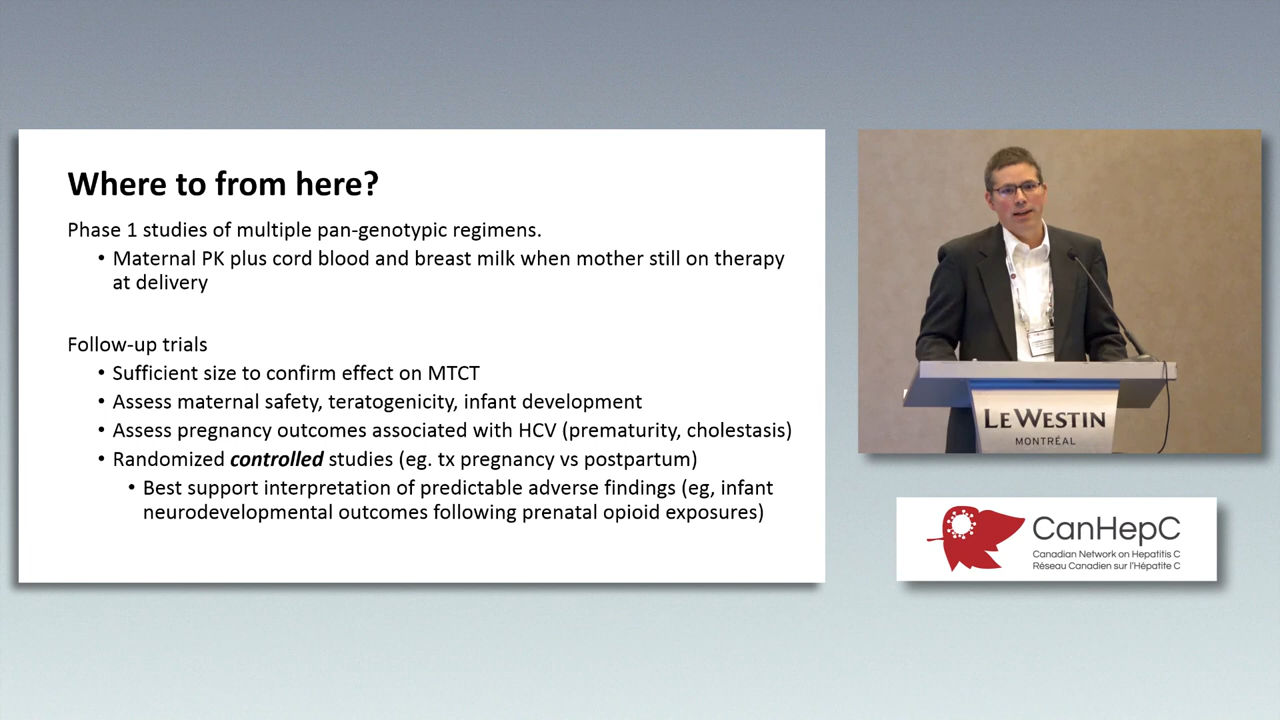 Where to from here?
Phase 1 studies of multiple pan-genotypic regimens.
• Maternal PK plus cord blood and breast milk when mother still on therapy
at delivery
Follow-up trials
• Sufficient size to confirm effect on MTCT
• Assess maternal safety, teratogenicity, infant development
• Assess pregnancy outcomes associated with HCV (prematurity, cholestasis)
• Randomized controlled studies (eg. tx pregnancy vs postpartum)
• Best support interpretation of predictable adverse findings (eg, infant
neurodevelopmental outcomes following prenatal opioid exposures)
LE WESTIN
MONTRÉAL
CanHepC
Canadian Network on Hepatitis C
Réseau Canadien sur l'Hépatite C